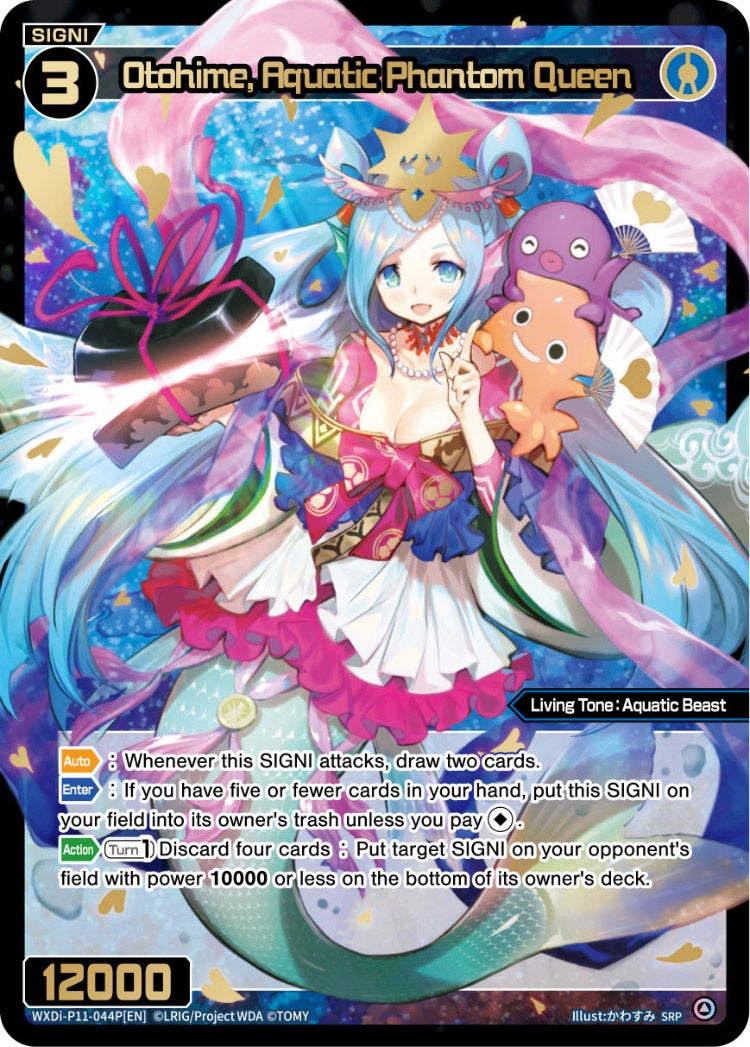 SIGNI
3
Otohime, Aquatic Phantom Queen
Living Tone : Aquatic Beast
Auto : Whenever this SIGNI attacks, draw two cards.
Enter : If you have five or fewer cards in your hand, put this SIGNI on
your field into its owner's trash unless you pay .
Action Turn 1 Discard four cards : Put target SIGNI on your opponent's
field with power 10000 or less on the bottom of its owner's deck.
12000
WXDi-P11-044P[EN] ©LRIG/Project WDA ©TOMY
Illust:かわすみ SRP